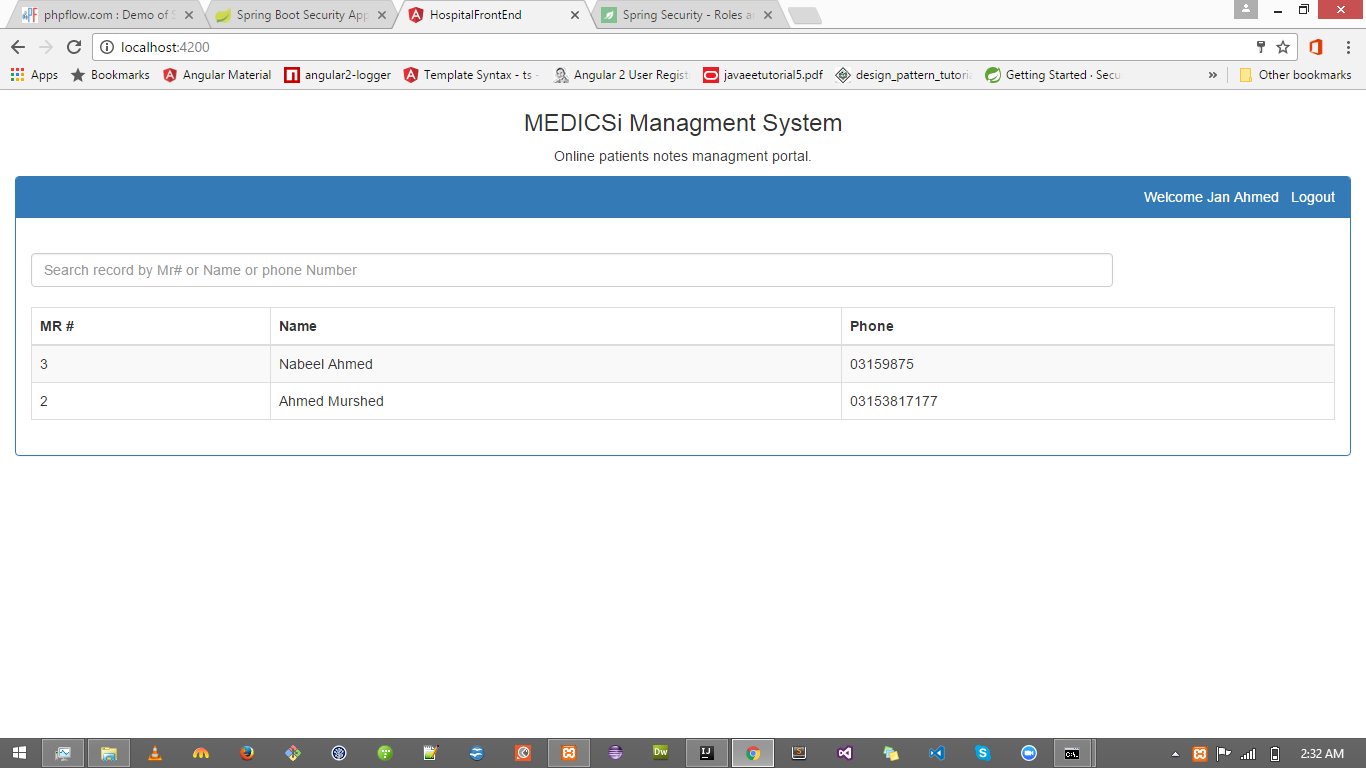 phpflow.com : Demo of S
Spring Boot Security App
HospitalFrontEnd
Spring Security - Roles a
localhost:4200
Apps
Bookmarks
Angular Material
angular2-logger
Template Syntax - ts -
Angular 2 User Regist
javaeetutorial5.pdf
design_pattern_tutoria
Getting Started · Secu
»
Other bookmarks
MEDICSi Managment System
Online patients notes managment portal.
Welcome Jan Ahmed Logout
Search record by Mr# or Name or phone Number
MR # Name Phone
3 Nabeel Ahmed 03159875
2 Ahmed Murshed 03153817177
2:32 AM